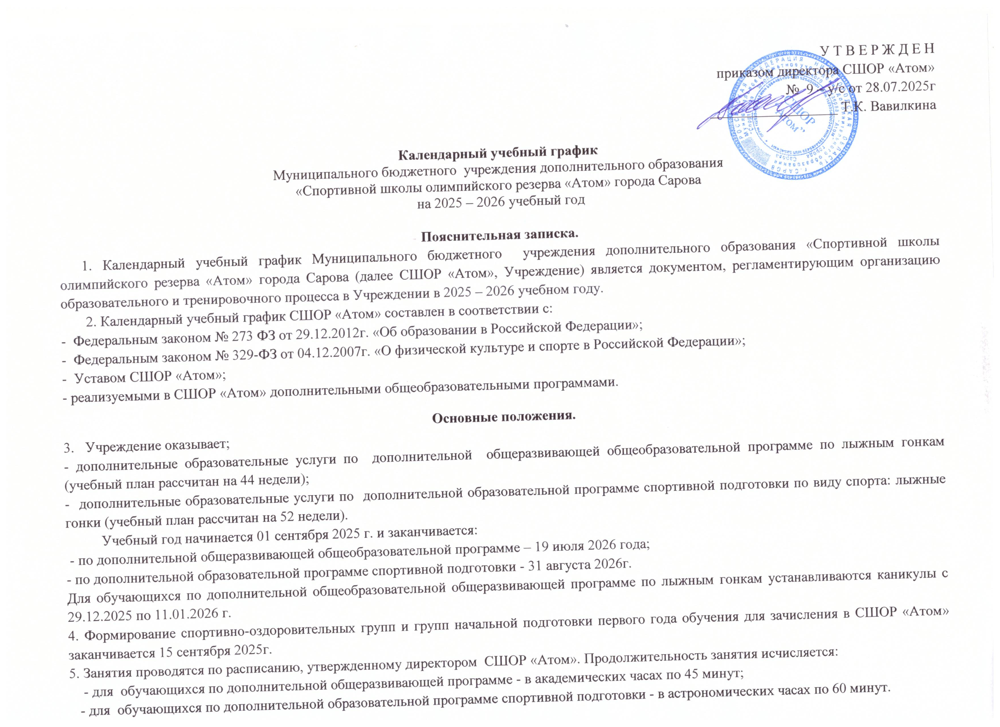 У Т В Е Р Ж Д Е Н
приказом директора СШОР «Атом»
№ 9 – у/с от 28.07.2025г
Т.К. Вавилкина
СШОР
“Атом”
Календарный учебный график
Муниципального бюджетного учреждения дополнительного образования
«Спортивной школы олимпийского резерва «Атом» города Сарова
на 2025 – 2026 учебный год
Пояснительная записка.
1. Календарный учебный график Муниципального бюджетного учреждения дополнительного образования «Спортивной школы
олимпийского резерва «Атом» города Сарова (далее СШОР «Атом», Учреждение) является документом, регламентирующим организацию
образовательного и тренировочного процесса в Учреждении в 2025 – 2026 учебном году.
2. Календарный учебный график СШОР «Атом» составлен в соответствии с:
- Федеральным законом № 273 ФЗ от 29.12.2012г. «Об образовании в Российской Федерации»;
- Федеральным законом № 329-ФЗ от 04.12.2007г. «О физической культуре и спорте в Российской Федерации»;
- Уставом СШОР «Атом»;
- реализуемыми в СШОР «Атом» дополнительными общеобразовательными программами.
Основные положения.
3. Учреждение оказывает;
- дополнительные образовательные услуги по дополнительной общеразвивающей общеобразовательной программе по лыжным гонкам
(учебный план рассчитан на 44 недели);
- дополнительные образовательные услуги по дополнительной образовательной программе спортивной подготовки по виду спорта: лыжные
гонки (учебный план рассчитан на 52 недели).
Учебный год начинается 01 сентября 2025 г. и заканчивается:
- по дополнительной общеразвивающей общеобразовательной программе – 19 июля 2026 года;
- по дополнительной образовательной программе спортивной подготовки - 31 августа 2026г.
Для обучающихся по дополнительной общеобразовательной общеразвивающей программе по лыжным гонкам устанавливаются каникулы с
29.12.2025 по 11.01.2026 г.
4. Формирование спортивно-оздоровительных групп и групп начальной подготовки первого года обучения для зачисления в СШОР «Атом»
заканчивается 15 сентября 2025г.
5. Занятия проводятся по расписанию, утвержденному директором СШОР «Атом». Продолжительность занятия исчисляется:
- для обучающихся по дополнительной общеразвивающей программе - в академических часах по 45 минут;
- для обучающихся по дополнительной образовательной программе спортивной подготовки - в астрономических часах по 60 минут.